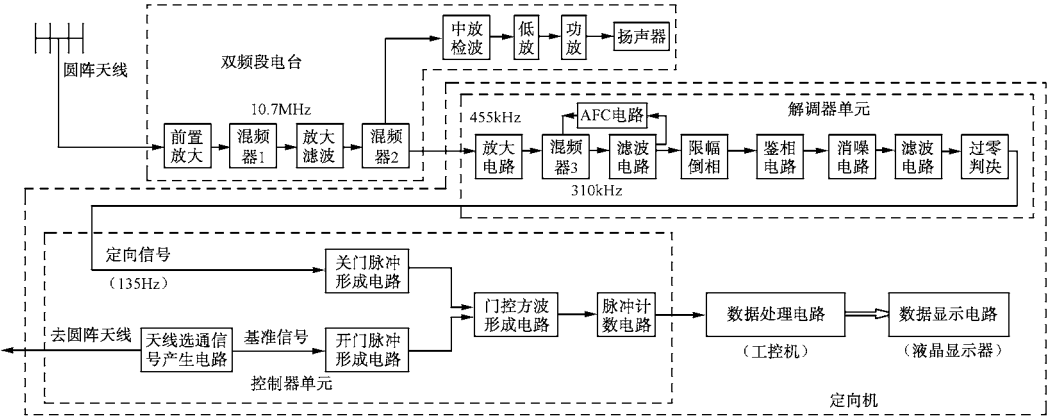 圆阵天线
双频段电台
10.7MHz
前置
放大
混频
器1
放大
滤波
混频
器2
中放
检波
低
放
功
放
扬声器
解调器单元
455kHz
AFC电路
放大
电路
混频
器3
滤波
电路
310kHz
限幅
倒相
鉴相
电路
消噪
电路
滤波
电路
过零
判决
定向信号
(135Hz)
关门脉冲
形成电路
去圆阵天线
天线选通信
号产生电路
基准信号
开门脉冲
形成电路
控制器单元
门控方波
形成电路
脉冲计
数电路
数据处理电路
(工控机)
数据显示电路
(液晶显示器)
定向机